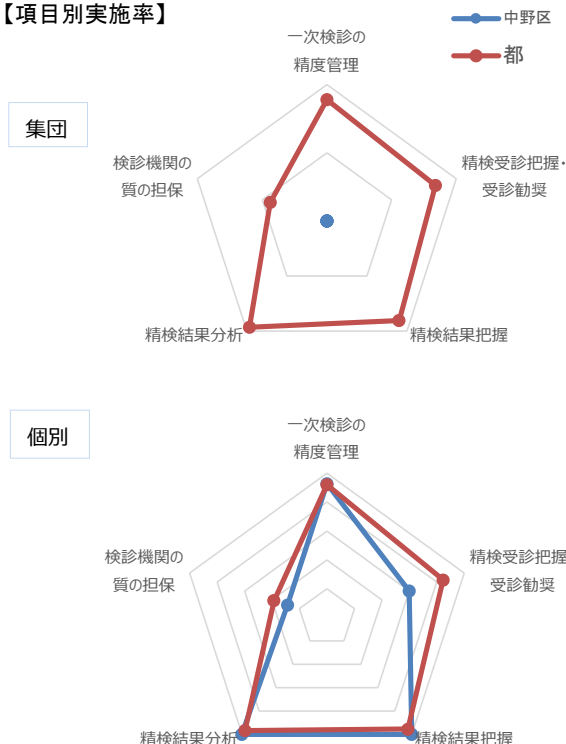 【項目別実施率】
中野区
都
集団
一次検診の
精度管理
精検受診把握・
受診勧奨
精検結果把握
精検結果分析
検診機関の
質の担保
個別
一次検診の
精度管理
精検受診把握
受診勧奨
精検結果把握
精検結果分析
検診機関の
質の担保